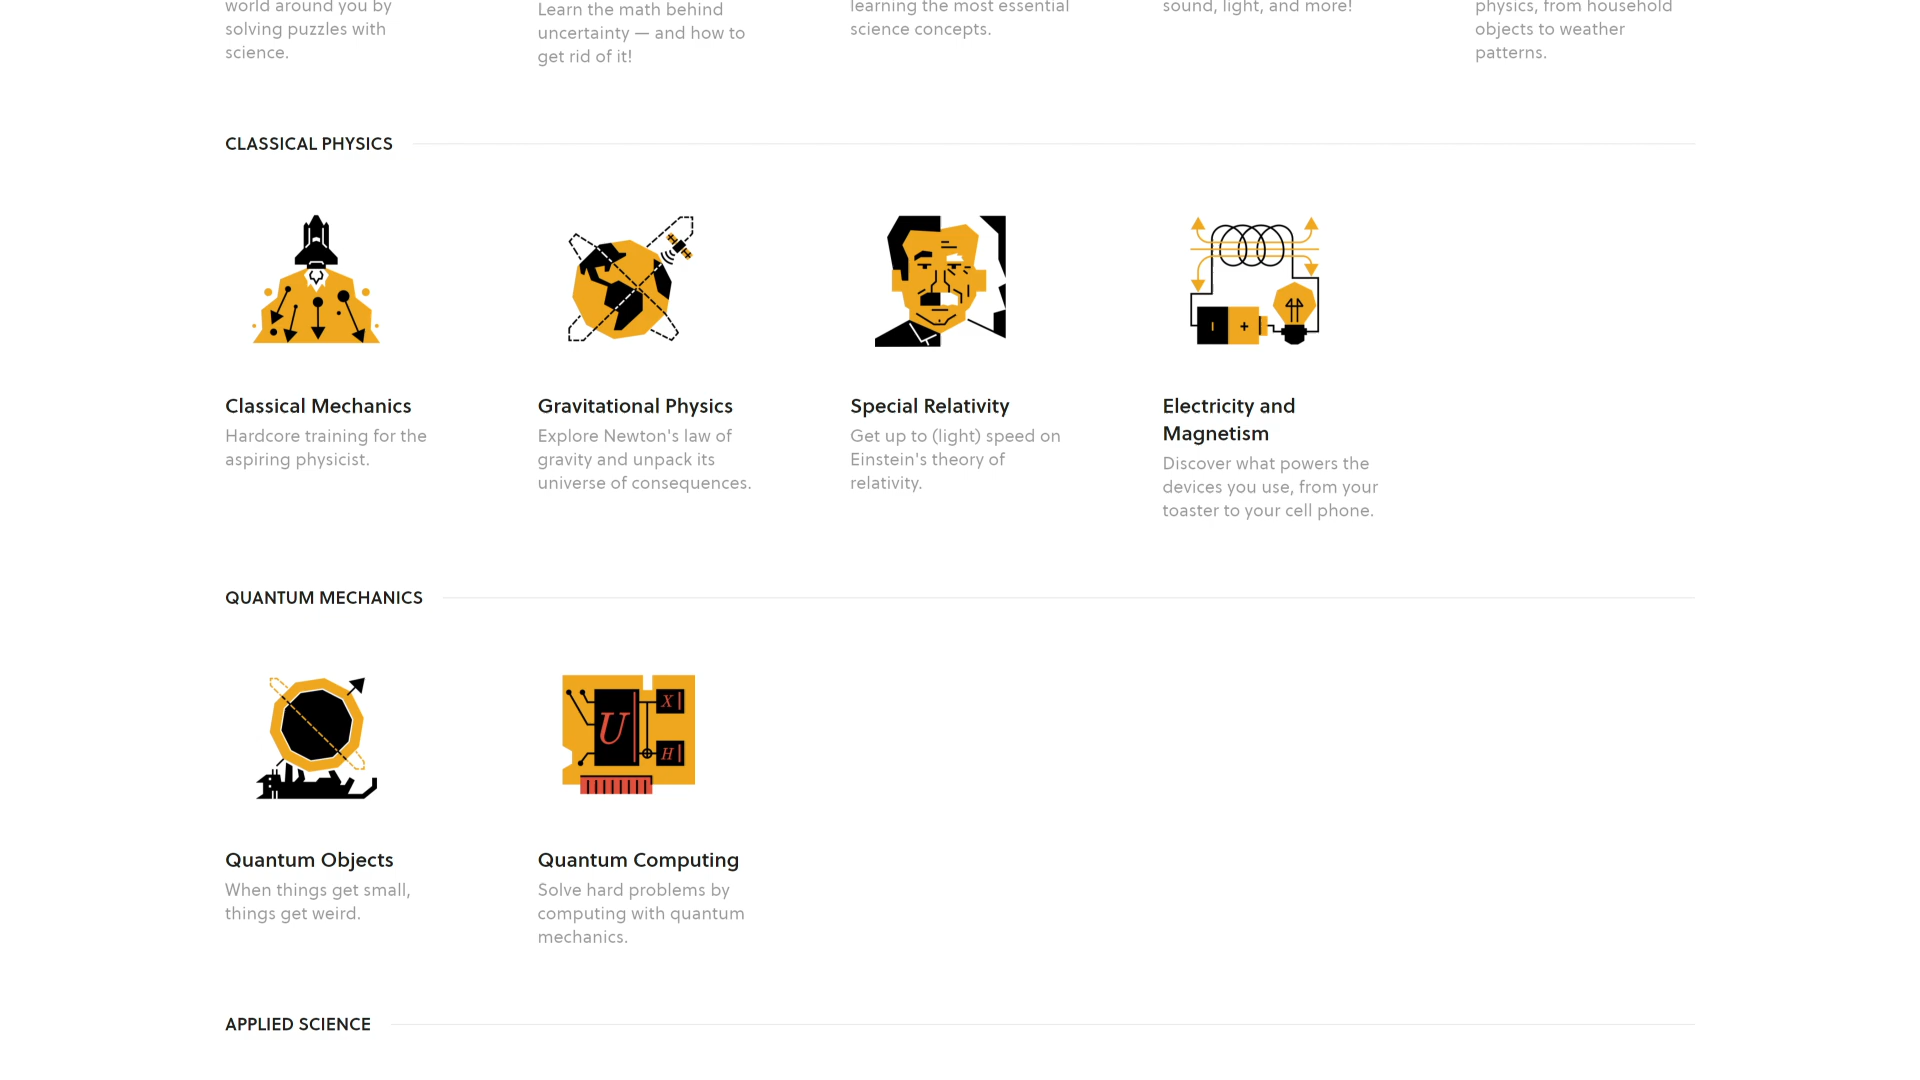 world around you by
solving puzzles with
science.
Learn the math behind
uncertainty — and how to
get rid of it!
learning the most essential
science concepts.
sound, light, and more!
physics, from household
objects to weather
patterns.
CLASSICAL PHYSICS
Classical Mechanics
Hardcore training for the
aspiring physicist.
Gravitational Physics
Explore Newton's law of
gravity and unpack its
universe of consequences.
Special Relativity
Get up to (light) speed on
Einstein's theory of
relativity.
Electricity and
Magnetism
Discover what powers the
devices you use, from your
toaster to your cell phone.
QUANTUM MECHANICS
U
X
H
Quantum Objects
When things get small,
things get weird.
Quantum Computing
Solve hard problems by
computing with quantum
mechanics.
APPLIED SCIENCE